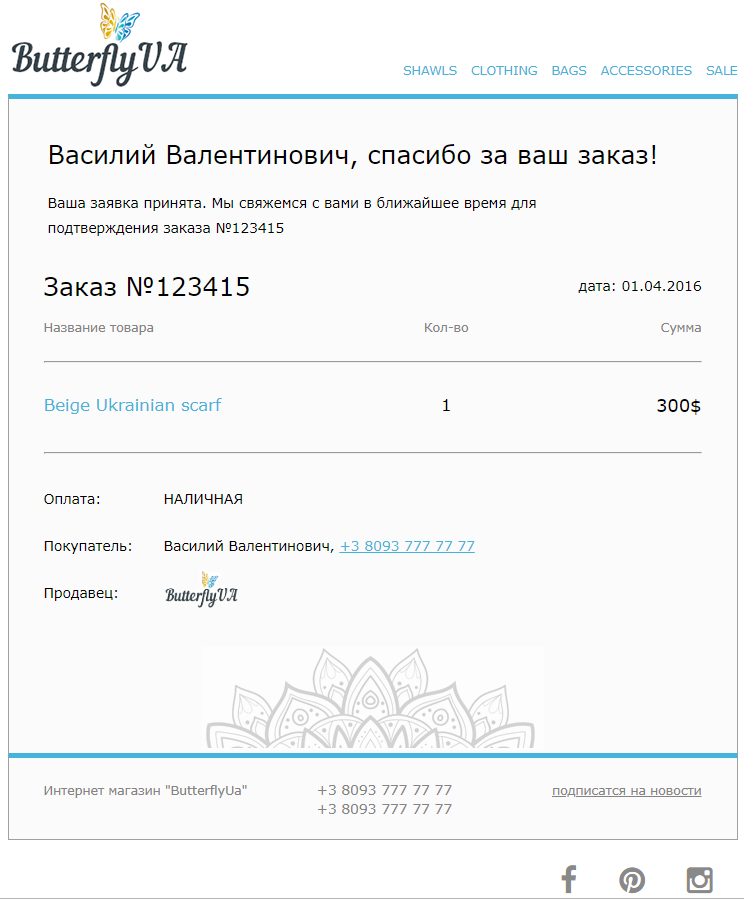 ButterflyUA
SHAWLS CLOTHING BAGS ACCESSORIES SALE
Василий Валентинович, спасибо за ваш заказ!
Ваша заявка принята. Мы свяжемся с вами в ближайшее время для
подтверждения заказа №123415
Заказ №123415 дата: 01.04.2016
Название товара Кол-во Сумма
Beige Ukrainian scarf 1 300$
Оплата: НАЛИЧНАЯ
Покупатель: Василий Валентинович, +3 8093 777 77 77
Продавец: ButterflyUA
Интернет магазин "ButterflyUa" +3 8093 777 77 77 подписатся на новости
+3 8093 777 77 77